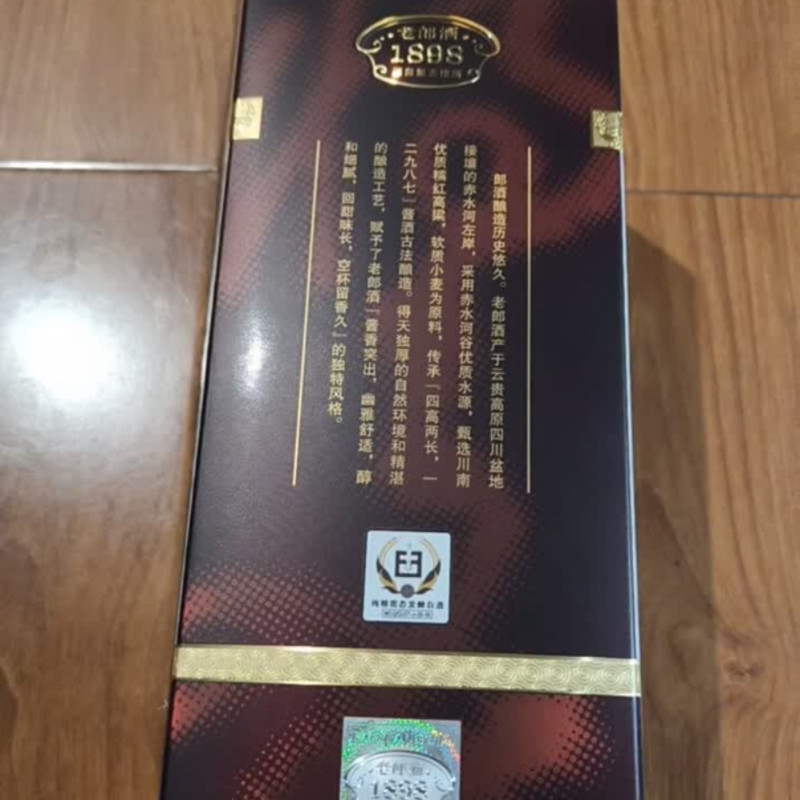 老郎酒
1898
郎酒酿造历史悠久。老郎酒产于云贵高原四川盆地
接壤的赤水河左岸，采用赤水河谷优质水源，甄选川南
优质糯红高粱，软质小麦为原料，传承「四高两长，一
二九八七」酱酒古法酿造。得天独厚的自然环境和精湛
的酿造工艺，赋予了老郎酒「酱香突出，幽雅舒适，醇
和细腻，回甜味长，空杯留香久」的独特风格。
纯粮固态发酵白酒
老郎酒
1898